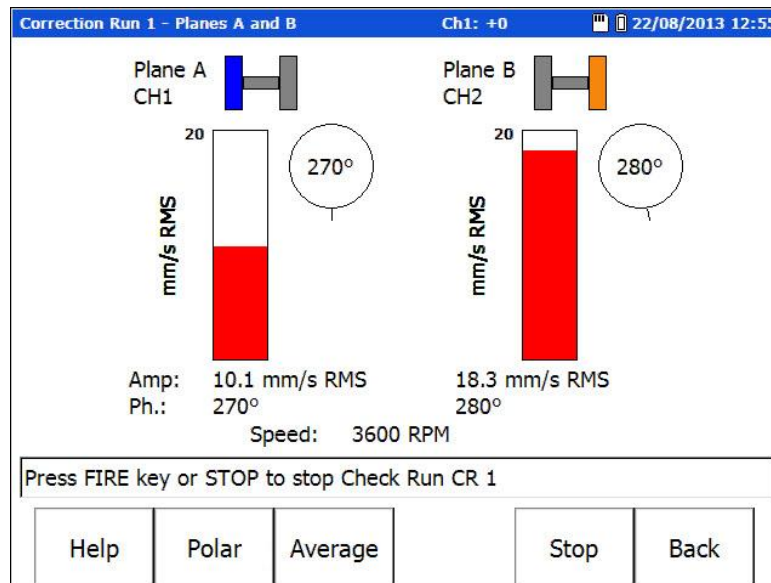 Correction Run 1 - Planes A and B Ch1: +0 22/08/2013 12:55
Plane A
CH1
Plane B
CH2
20
270°
mm/s RMS
20
280°
mm/s RMS
Amp: 10.1 mm/s RMS 18.3 mm/s RMS
Ph.: 270° 280°
Speed: 3600 RPM
Press FIRE key or STOP to stop Check Run CR 1
Help Polar Average Stop Back